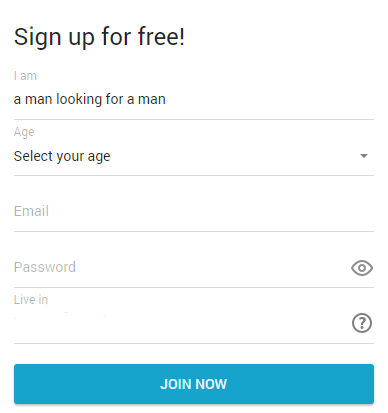 Sign up for free!
I am
a man looking for a man
Age
Select your age
Email
Password
Live in
JOIN NOW